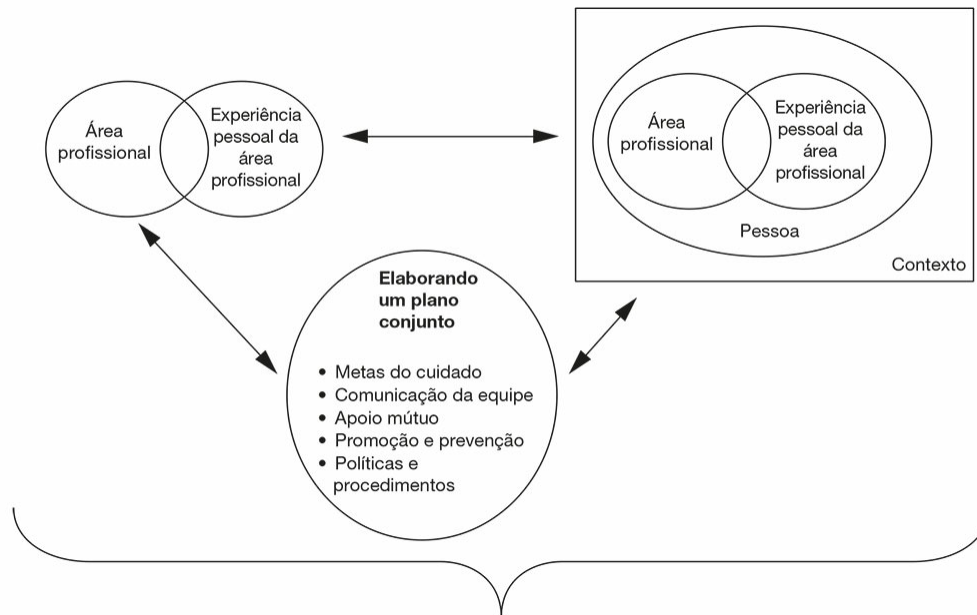 Área
profissional
Experiência
pessoal da
área
profissional
Área
profissional
Experiência
pessoal da
área
profissional
Pessoa
Contexto
Elaborando
um plano
conjunto
• Metas do cuidado
• Comunicação da equipe
• Apoio mútuo
• Promoção e prevenção
• Políticas e
procedimentos